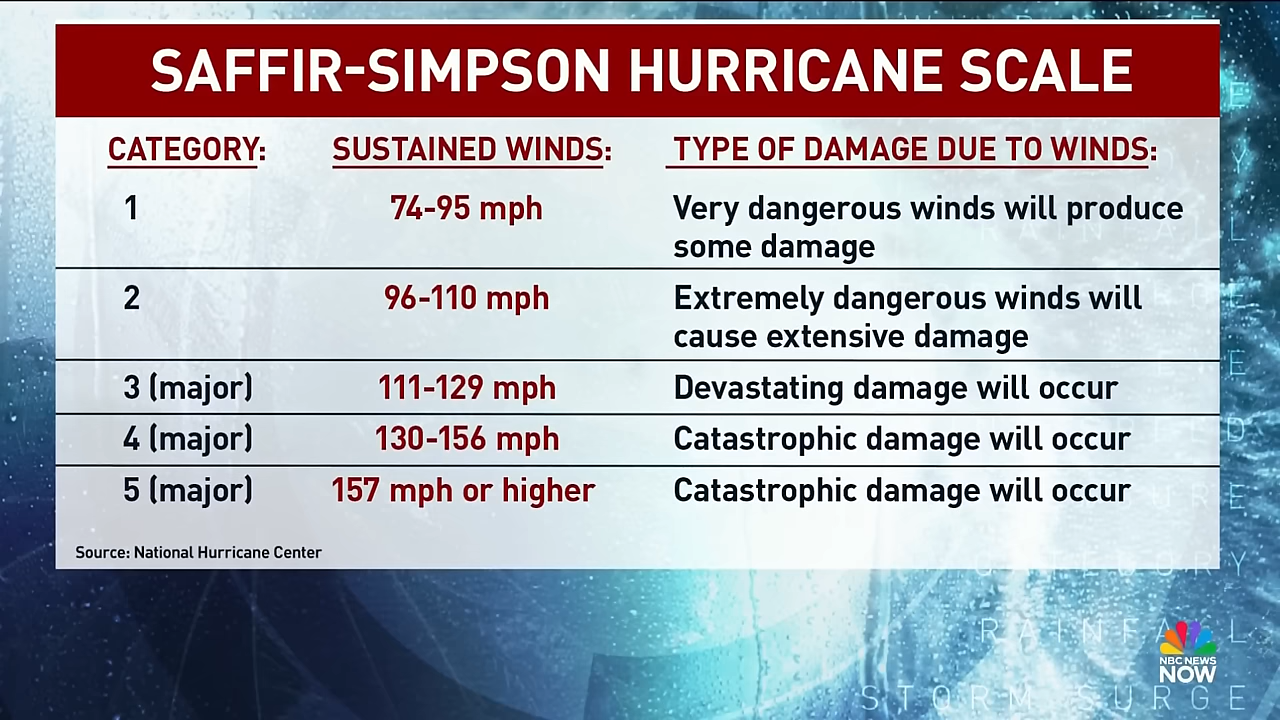 SAFFIR-SIMPSON HURRICANE SCALE
CATEGORY: SUSTAINED WINDS: TYPE OF DAMAGE DUE TO WINDS:
1 74-95 mph Very dangerous winds will produce
some damage
2 96-110 mph Extremely dangerous winds will
cause extensive damage
3 (major) 111-129 mph Devastating damage will occur
4 (major) 130-156 mph Catastrophic damage will occur
5 (major) 157 mph or higher Catastrophic damage will occur
Source: National Hurricane Center
RAINFALL
NBC NEWS
NOW
STORM SURGE